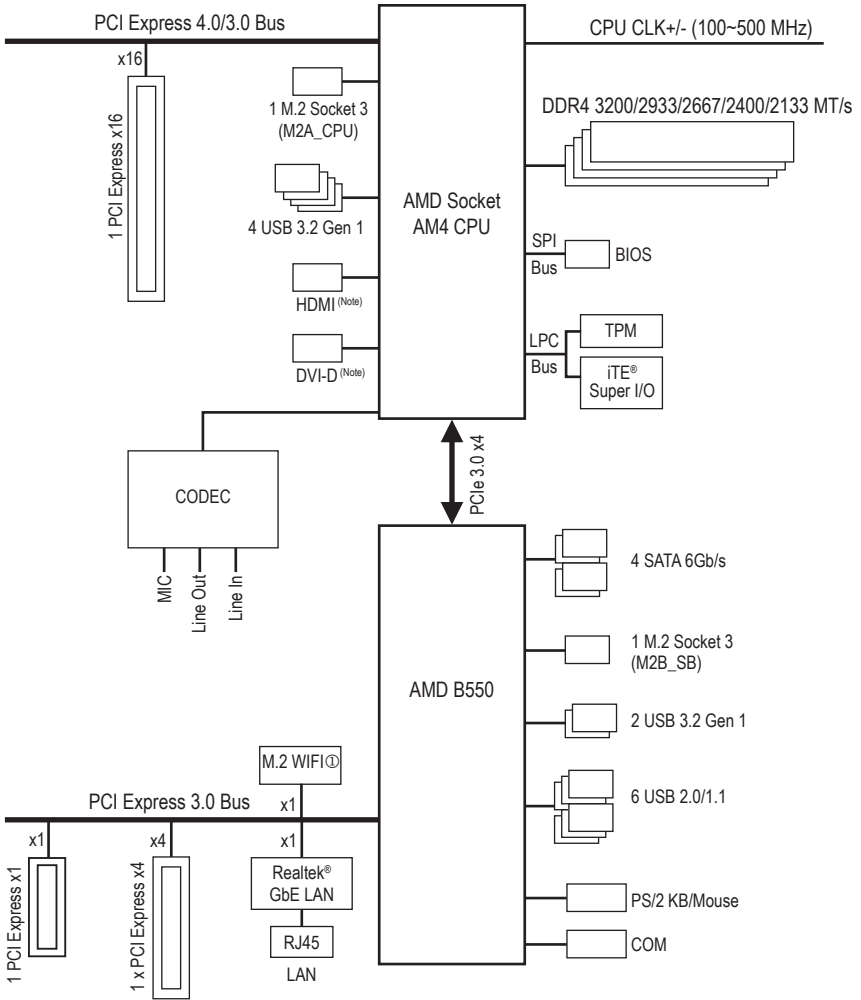 PCI Express 4.0/3.0 Bus
CPU CLK+/- (100~500 MHz)
x16
1 PCI Express x16
1 M.2 Socket 3
(M2A_CPU)
DDR4 3200/2933/2667/2400/2133 MT/s
4 USB 3.2 Gen 1
AMD Socket
AM4 CPU
SPI
Bus
BIOS
HDMI (Note)
LPC
Bus
TPM
iTE®
Super I/O
DVI-D (Note)
PCIe 3.0 x4
CODEC
MIC
Line Out
Line In
4 SATA 6Gb/s
1 M.2 Socket 3
(M2B_SB)
AMD B550
2 USB 3.2 Gen 1
M.2 WIFI①
6 USB 2.0/1.1
PCI Express 3.0 Bus
x1
x1
x4
x1
1 PCI Express x1
1 x PCI Express x4
Realtek®
GbE LAN
RJ45
LAN
PS/2 KB/Mouse
COM